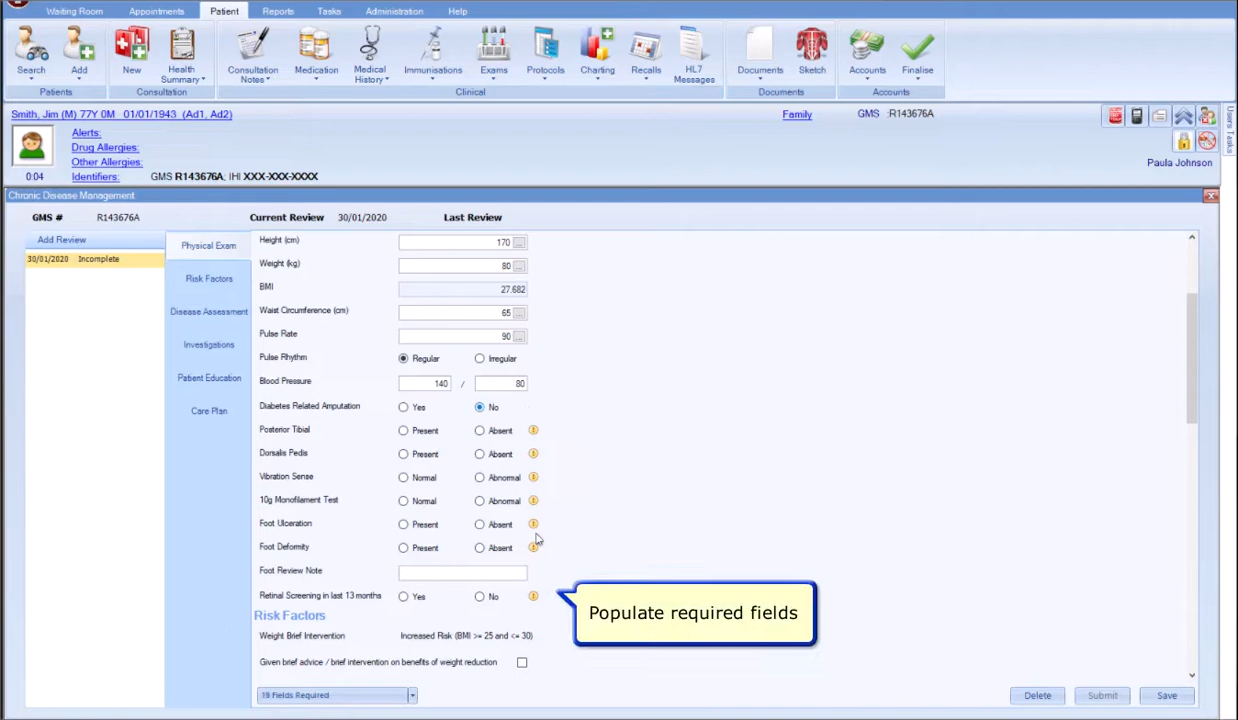 Waiting Room Appointments Patient Reports Tasks Administration Help
Search Add New Health Summary Consultation Notes Medication Medical History Immunisations Exams Protocols Charting Recalls HL7 Messages Documents Sketch Accounts Finalise
Patients Consultation Clinical Documents Accounts
Smith, Jim (M) 77Y 0M 01/01/1943 (Ad1, Ad2) Family GMS :R143676A
Alerts:
Drug Allergies:
Other Allergies:
Paula Johnson
0:04 Identifiers: GMS R143676A; IHI XXX-XXX-XXXX
Users Tasks
Chronic Disease Management
GMS # R143676A Current Review 30/01/2020 Last Review
Add Review
30/01/2020 Incomplete
Physical Exam
Risk Factors
Disease Assessment
Investigations
Patient Education
Care Plan
Height (cm) 170 ...
Weight (kg) 80 ...
BMI 27.682
Waist Circumference (cm) 65 ...
Pulse Rate 90 ...
Pulse Rhythm Regular Irregular
Blood Pressure 140 / 80
Diabetes Related Amputation Yes No
Posterior Tibial Present Absent
Dorsalis Pedis Present Absent
Vibration Sense Normal Abnormal
10g Monofilament Test Normal Abnormal
Foot Ulceration Present Absent
Foot Deformity Present Absent
Foot Review Note
Retinal Screening in last 13 months Yes No
Populate required fields
Risk Factors
Weight Brief Intervention Increased Risk (BMI >= 25 and <= 30)
Given brief advice / brief intervention on benefits of weight reduction
19 Fields Required Delete Submit Save